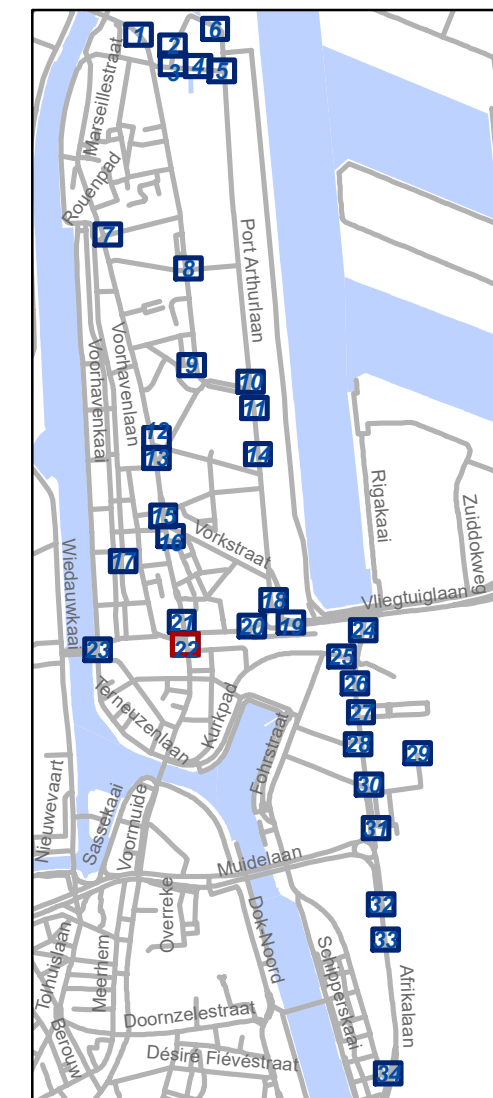 1
2
6
3
4
5
Marseillestraat
Rouenpad
7
Port Arthurlaan
8
Voorhavenlaan
Voorhavenkaai
9
10
11
12
13
14
Rigakaai
Zuiddokweg
15
16
Vorkstraat
17
Wiedauwkaai
Vliegtuiglaan
18
19
20
21
22
23
24
25
Terneuzenlaan
Kurkpad
26
27
Fohrstraat
28
29
30
Nieuwevaart
Sassekaai
Voormuide
31
Muidelaan
Overreke
32
33
Tolhuislaan
Meerhem
Dok-Noord
Schipperskaai
Afrikalaan
Doornzelestraat
Berouw
Désiré Fiévéstraat
34